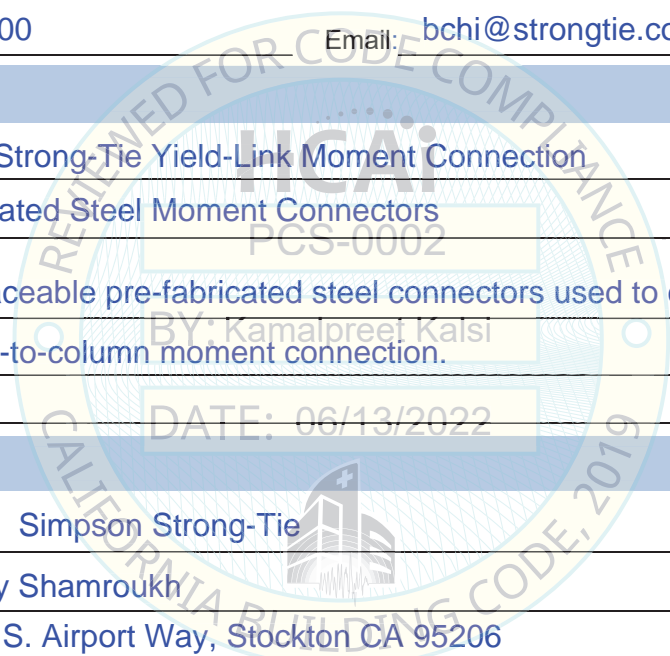 00 Email: bchi@strongtie.co
REVIEWED FOR CODE COMPLIANCE
HCAi
Strong-Tie Yield-Link Moment Connection
ated Steel Moment Connectors
PCS-0002
ceable pre-fabricated steel connectors used to
BY: Kamalpreet Kalsi
-to-column moment connection.
DATE: 06/13/2022
Simpson Strong-Tie
y Shamroukh
S. Airport Way, Stockton CA 95206
CALIFORNIA BUILDING CODE, 2019